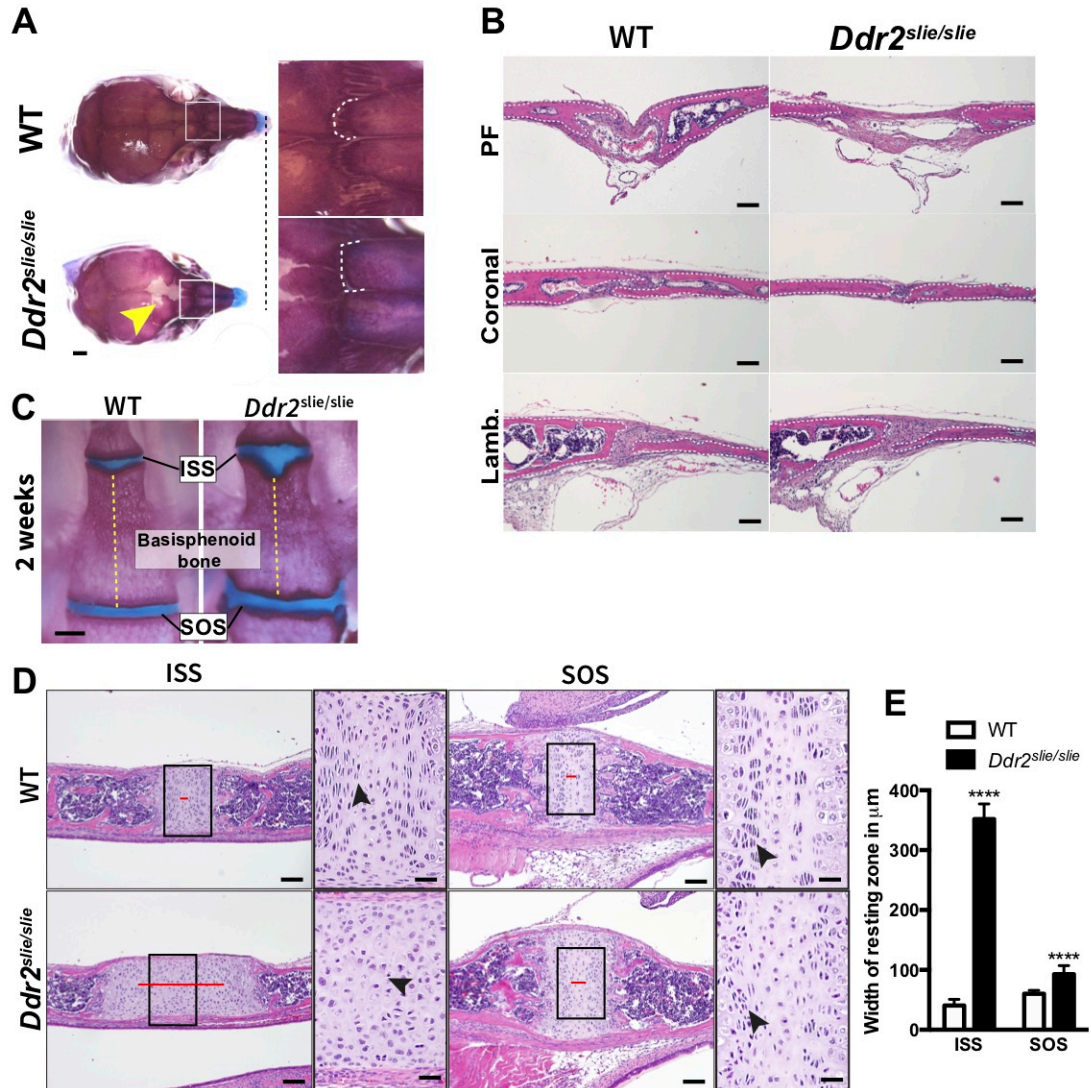 A
WT
Ddr2slie/slie
B
WT
Ddr2slie/slie
PF
Coronal
Lamb.
C
WT
Ddr2slie/slie
2 weeks
ISS
Basisphenoid
bone
SOS
D
ISS
SOS
WT
Ddr2slie/slie
E
WT
Ddr2slie/slie
Width of resting zone in μm
400
300
200
100
0
****
****
ISS
SOS